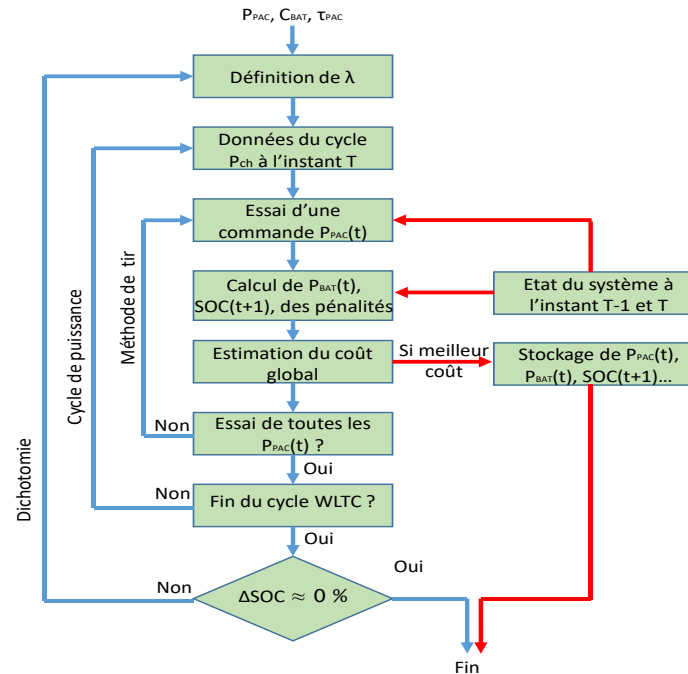 PPAC, CBAT, τPAC
Définition de λ
Données du cycle
Pch à l'instant T
Essai d'une
commande PPAC(t)
Calcul de PBAT(t),
SOC(t+1), des pénalités
Etat du système à
l'instant T-1 et T
Estimation du coût
global
Si meilleur
coût
Stockage de PPAC(t),
PBAT(t), SOC(t+1)...
Essai de toutes les
PPAC(t) ?
Non
Oui
Fin du cycle WLTC ?
Non
Oui
ΔSOC ≈ 0 %
Non
Oui
Fin
Méthode de tir
Cycle de puissance
Dichotomie